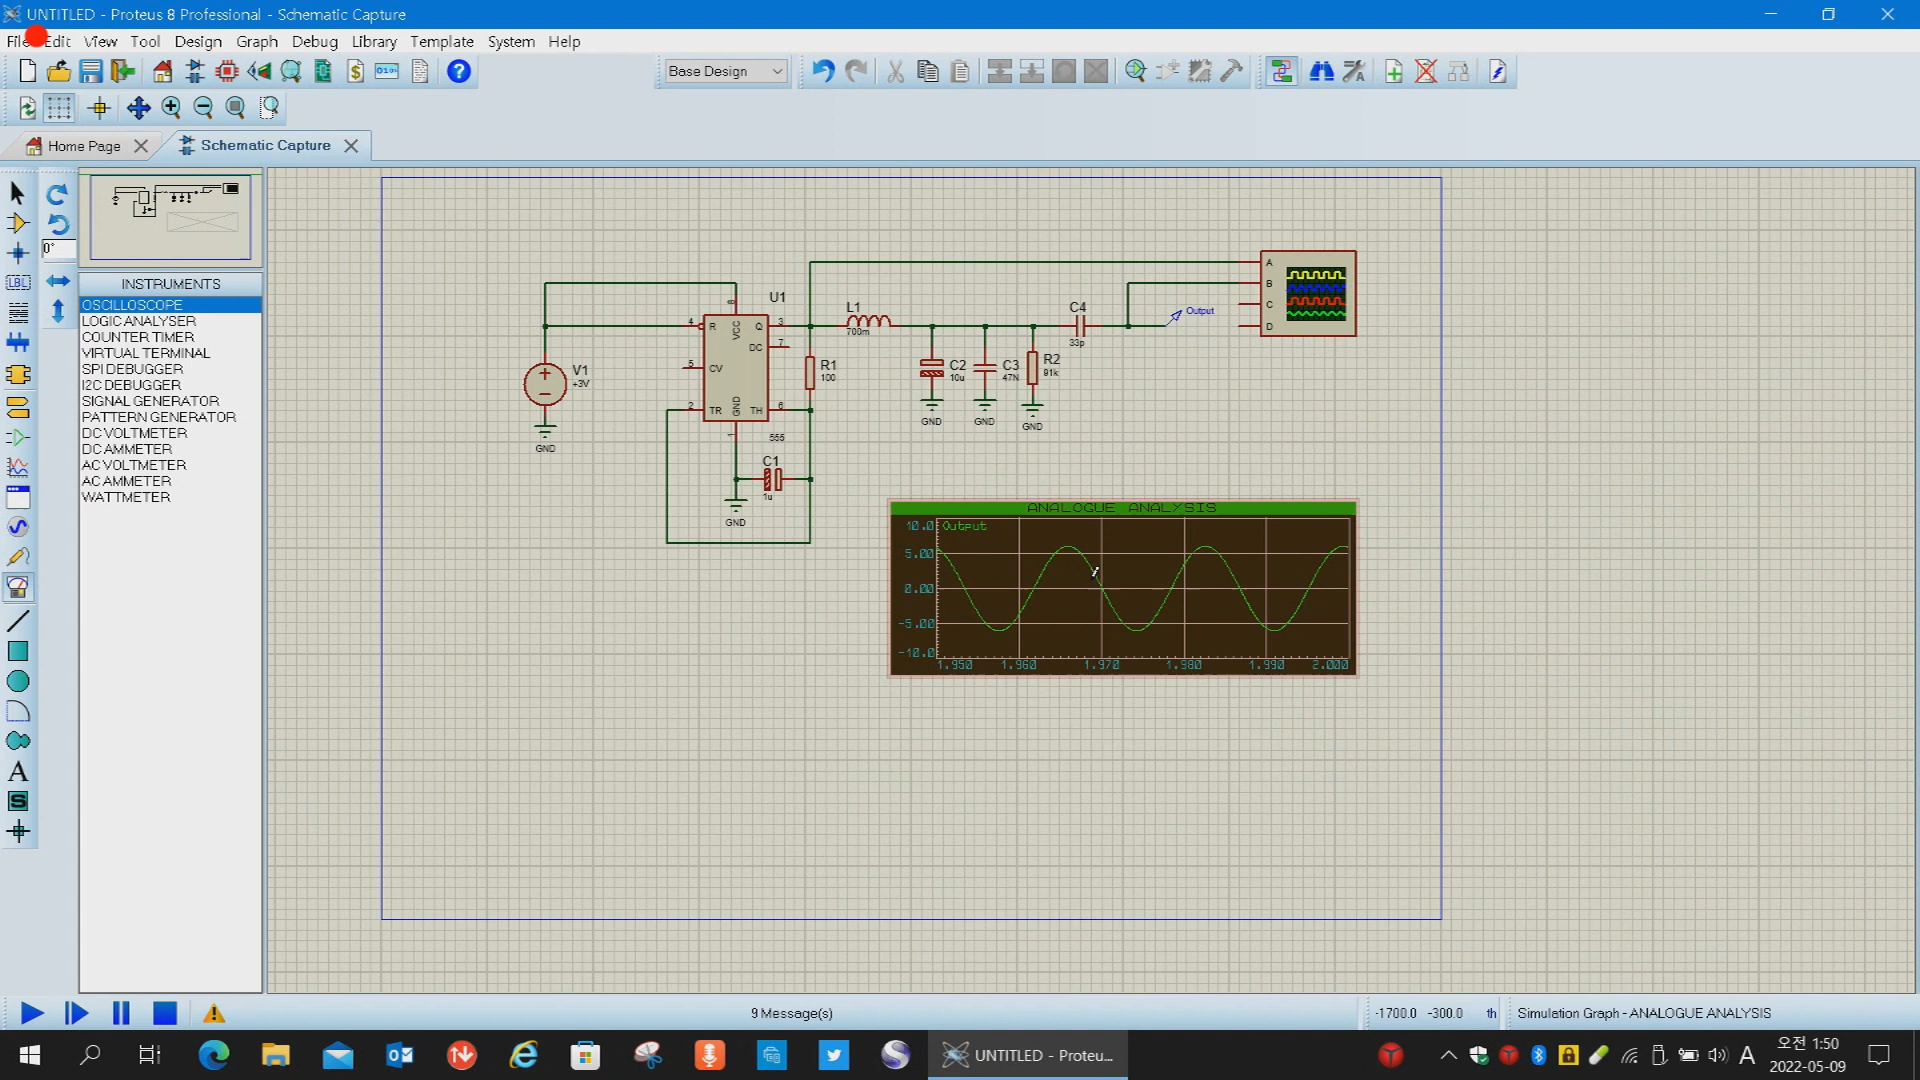 UNTITLED - Proteus 8 Professional - Schematic Capture
File Edit View Tool Design Graph Debug Library Template System Help
Base Design
Home Page
Schematic Capture
0°
INSTRUMENTS
OSCILLOSCOPE
LOGIC ANALYSER
COUNTER TIMER
VIRTUAL TERMINAL
SPI DEBUGGER
I2C DEBUGGER
SIGNAL GENERATOR
PATTERN GENERATOR
DC VOLTMETER
DC AMMETER
AC VOLTMETER
AC AMMETER
WATTMETER
LBL
A
S
V1
+3V
GND
U1
8
4 R VCC Q 3
DC 7
5 CV
2 TR GND TH 6
1
555
R1
100
C1
1u
GND
L1
700m
C2
10u
GND
C3
47N
GND
R2
91k
GND
C4
33p
Output
A
B
C
D
ANALOGUE ANALYSIS
Output
10.0
5.00
0.00
-5.00
-10.0
1.950 1.960 1.970 1.980 1.990 2.000
9 Message(s)
-1700.0 -300.0 th
Simulation Graph - ANALOGUE ANALYSIS
UNTITLED - Proteu...
A
오전 1:50
2022-05-09